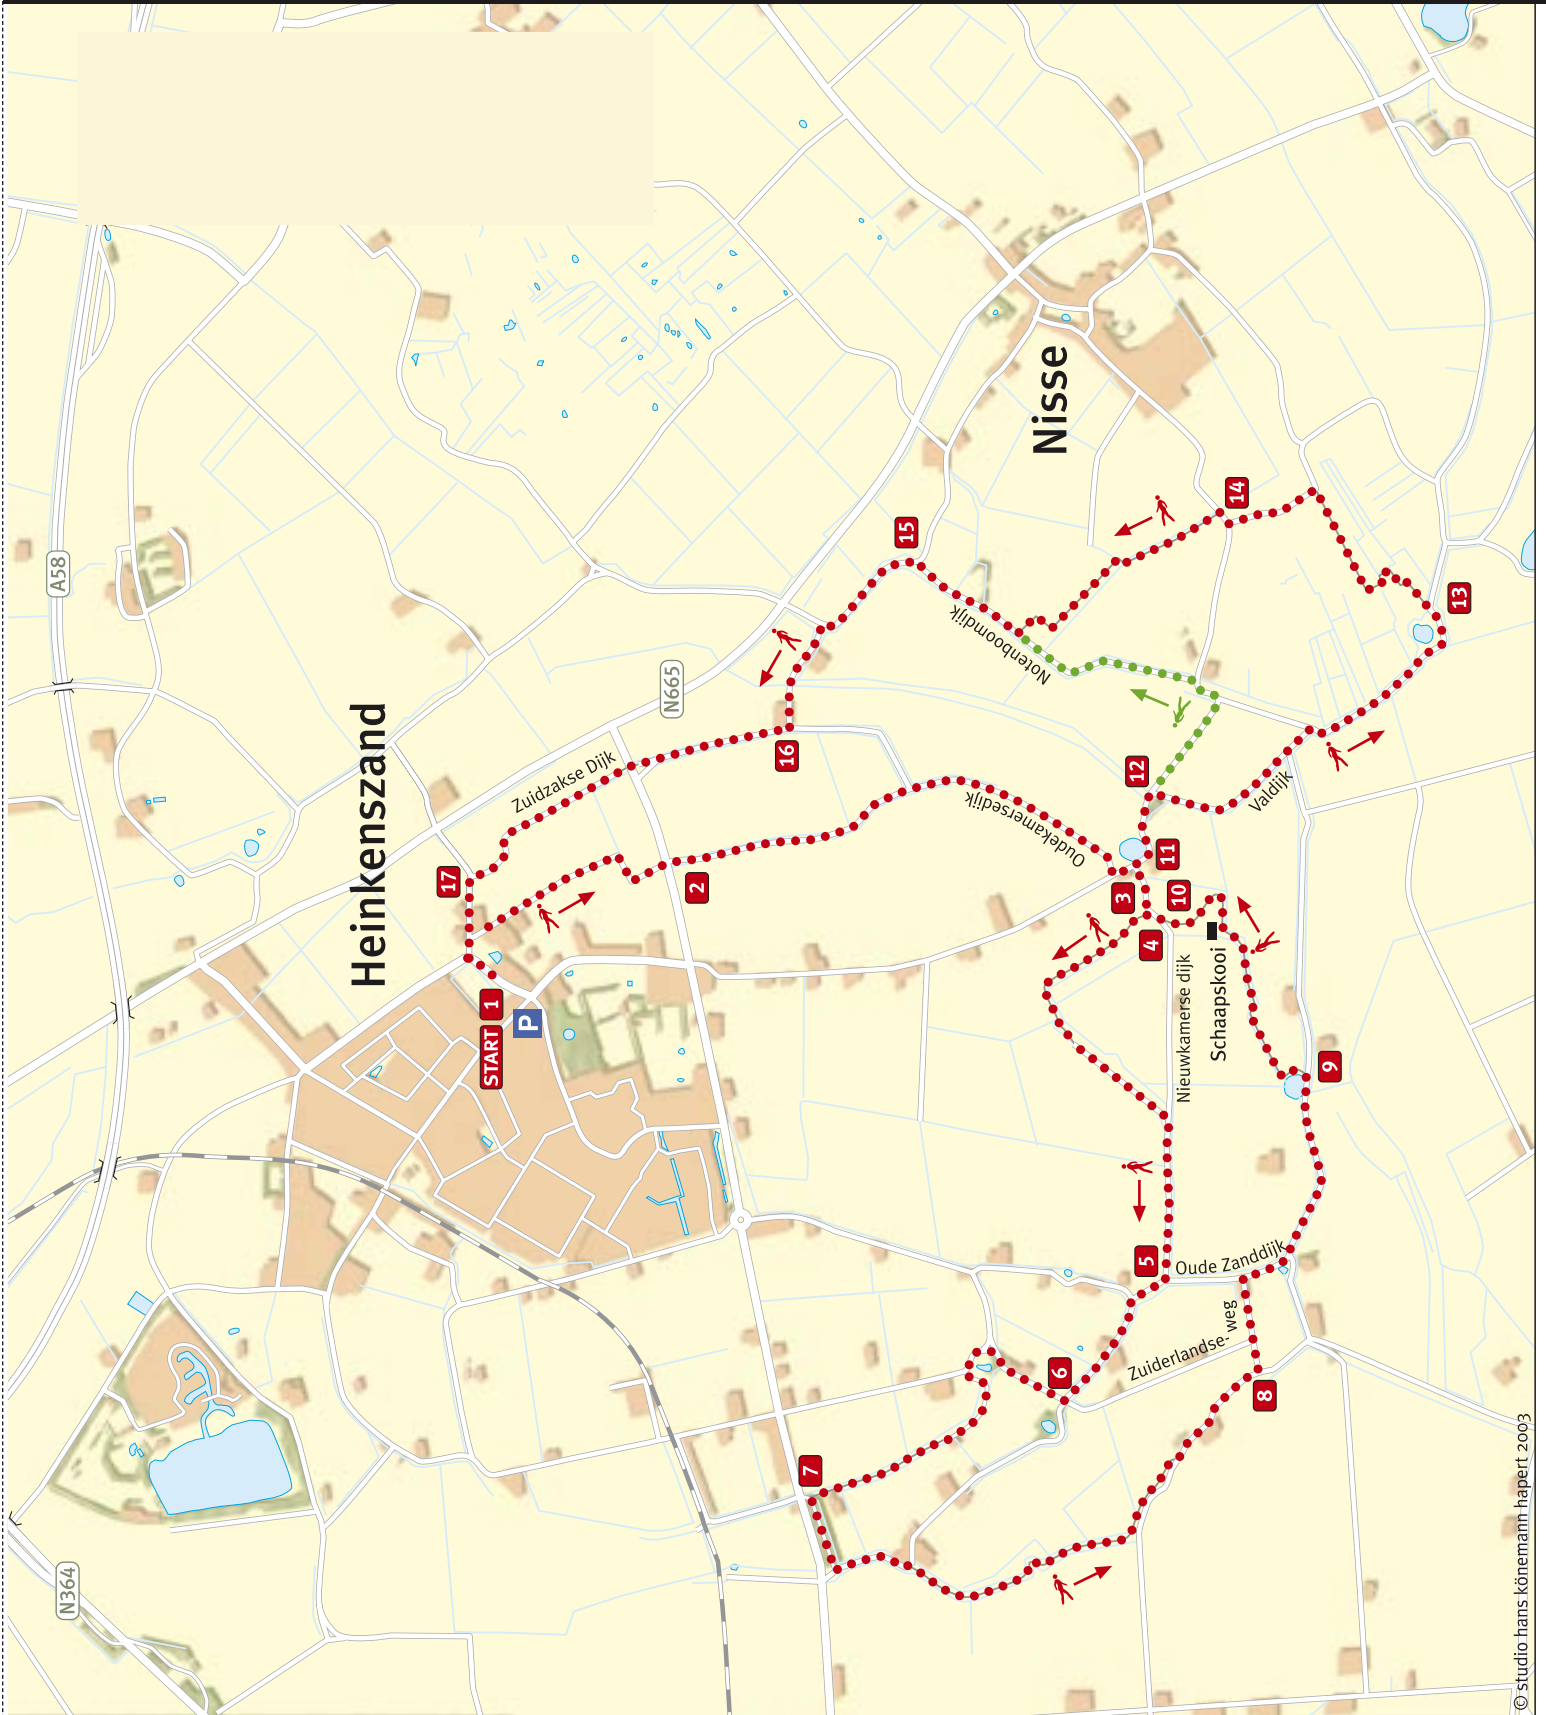 A58
N364
N665
Heinkenszand
Nisse
START 1
P
2
3
4
5
6
7
8
9
10
11
12
13
14
15
16
17
Zuidzakse Dijk
Oudekamersedijk
Notenboomdijk
Valdijk
Nieuwkamerse dijk
Schaapskooi
Oude Zanddijk
Zuiderlandse-
weg
© studio hans könemann hapert 2003